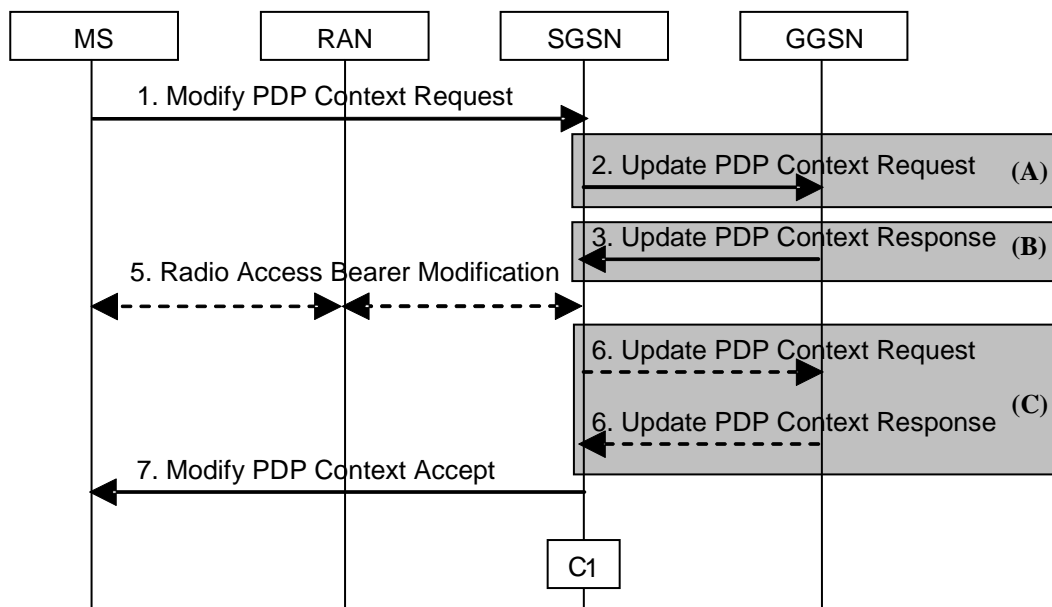 MS RAN SGSN GGSN
1. Modify PDP Context Request
2. Update PDP Context Request (A)
3. Update PDP Context Response (B)
5. Radio Access Bearer Modification
6. Update PDP Context Request
(C)
6. Update PDP Context Response
7. Modify PDP Context Accept
C1